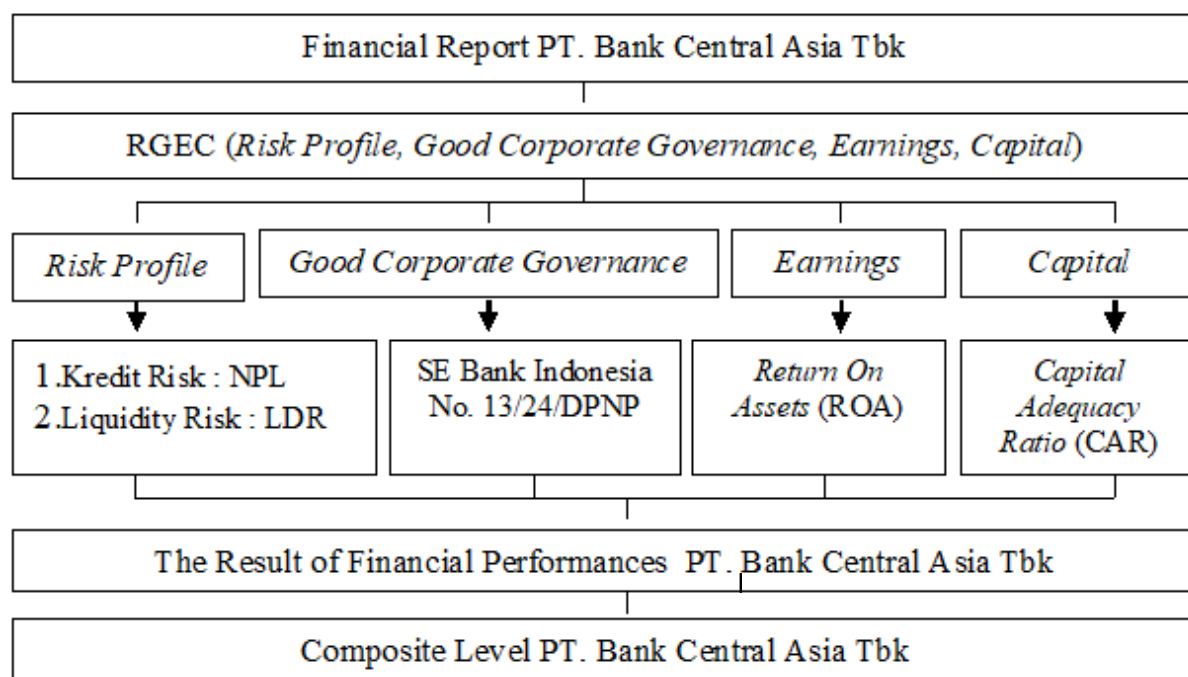 Financial Report PT. Bank Central Asia Tbk
RGEC (Risk Profile, Good Corporate Governance, Earnings, Capital)
Risk Profile
Good Corporate Governance
Earnings
Capital
1.Kredit Risk : NPL
2.Liquidity Risk : LDR
SE Bank Indonesia
No. 13/24/DPNP
Return On
Assets (ROA)
Capital
Adequacy
Ratio (CAR)
The Result of Financial Performances PT. Bank Central Asia Tbk
Composite Level PT. Bank Central Asia Tbk